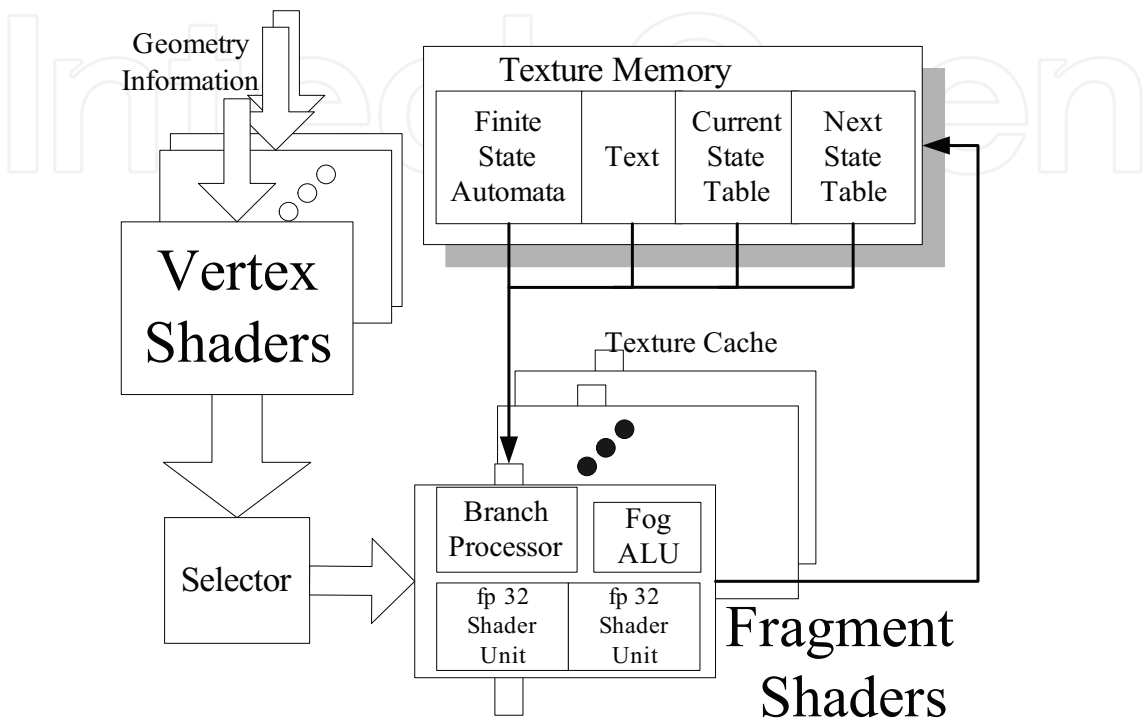 Geometry
Information
Texture Memory
Finite
State
Automata
Text
Current
State
Table
Next
State
Table
Vertex
Shaders
Texture Cache
Selector
Branch
Processor
Fog
ALU
fp 32
Shader
Unit
fp 32
Shader
Unit
Fragment
Shaders